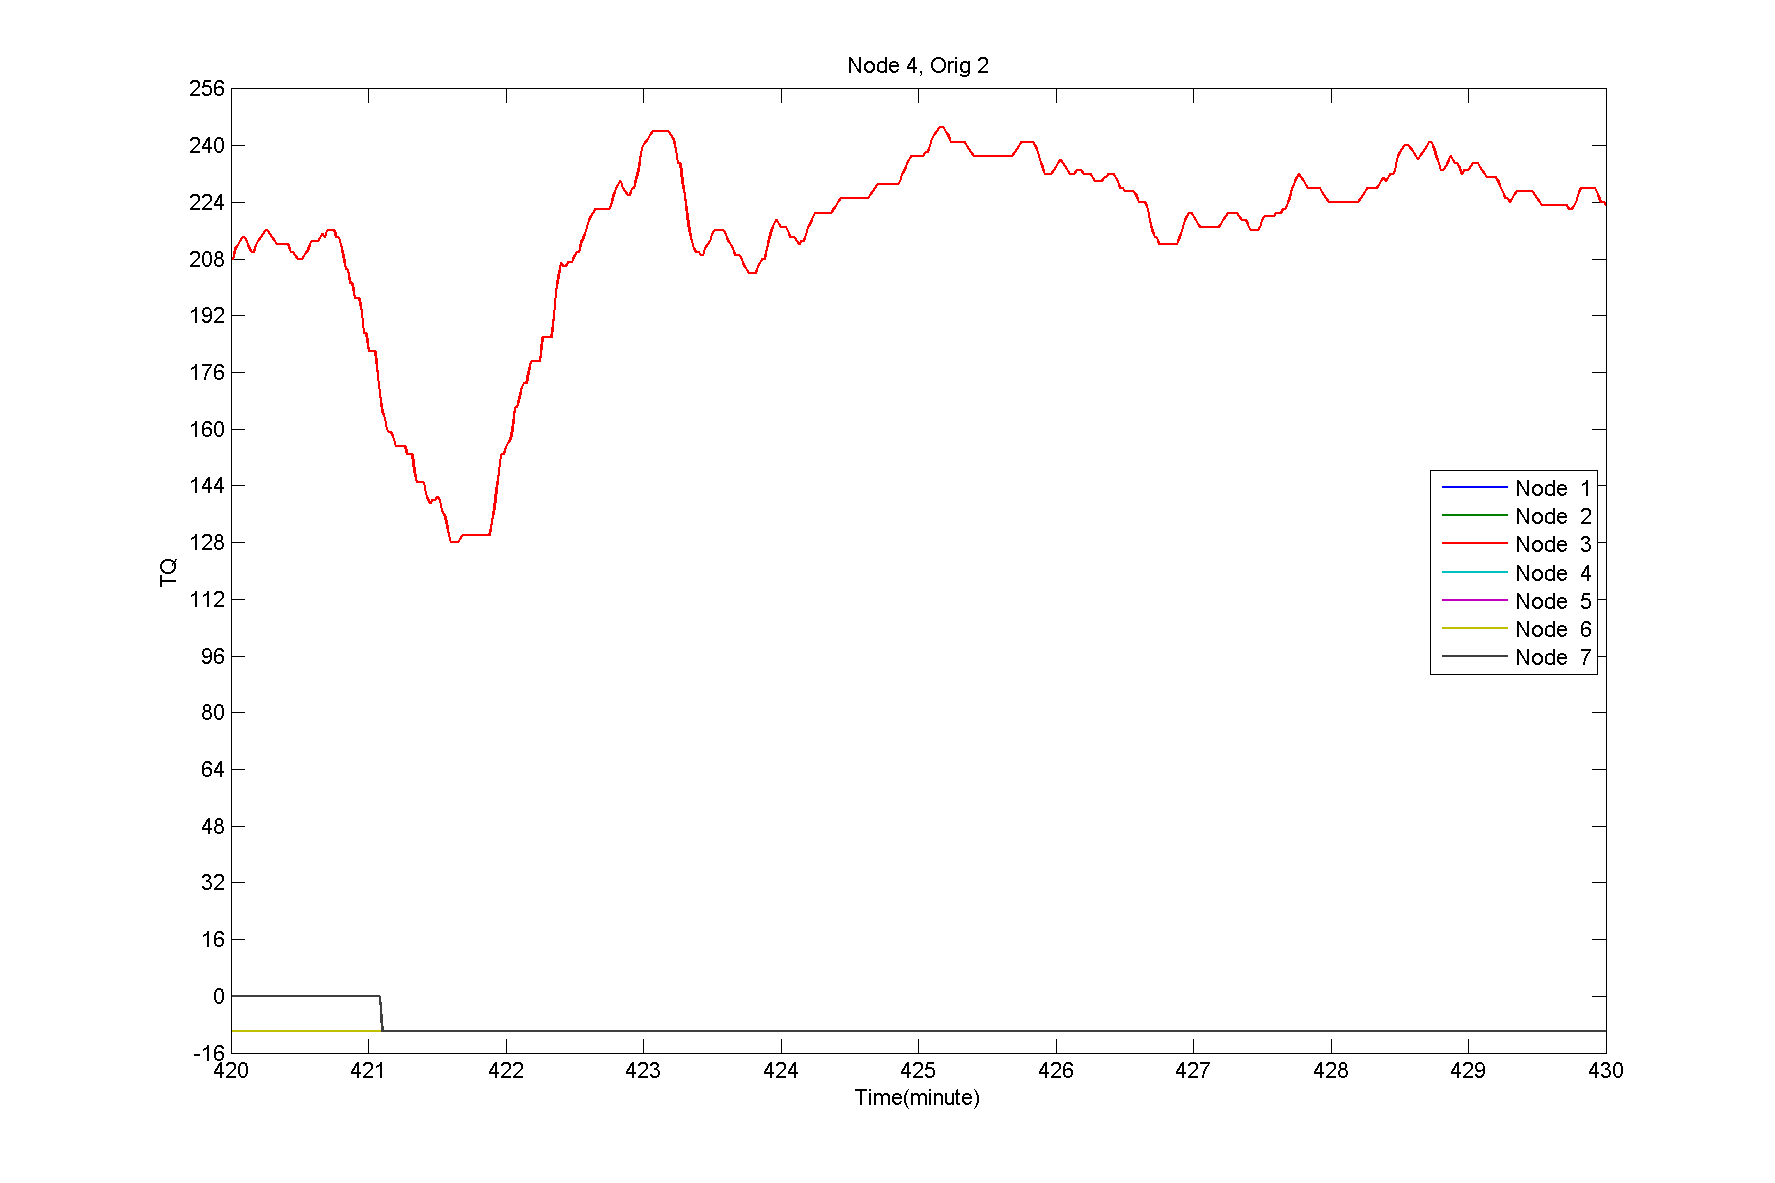 Node 4, Orig 2
256
240
224
208
192
176
160
144
128
112
96
80
64
48
32
16
0
-16
TQ
Node 1
Node 2
Node 3
Node 4
Node 5
Node 6
Node 7
420 421 422 423 424 425 426 427 428 429 430
Time(minute)